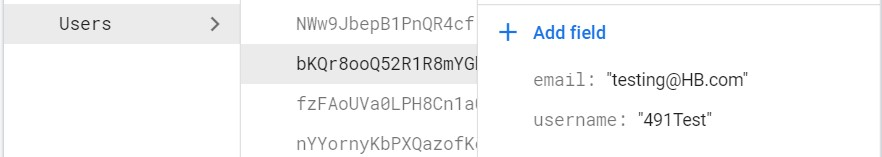 Users
NWw9JbepB1PnQR4cf
bKQr8ooQ52R1R8mYG
fzFAoUVa0LPH8Cn1a
nYYornyKbPXQazofK
Add field
email: "testing@HB.com"
username: "491Test"